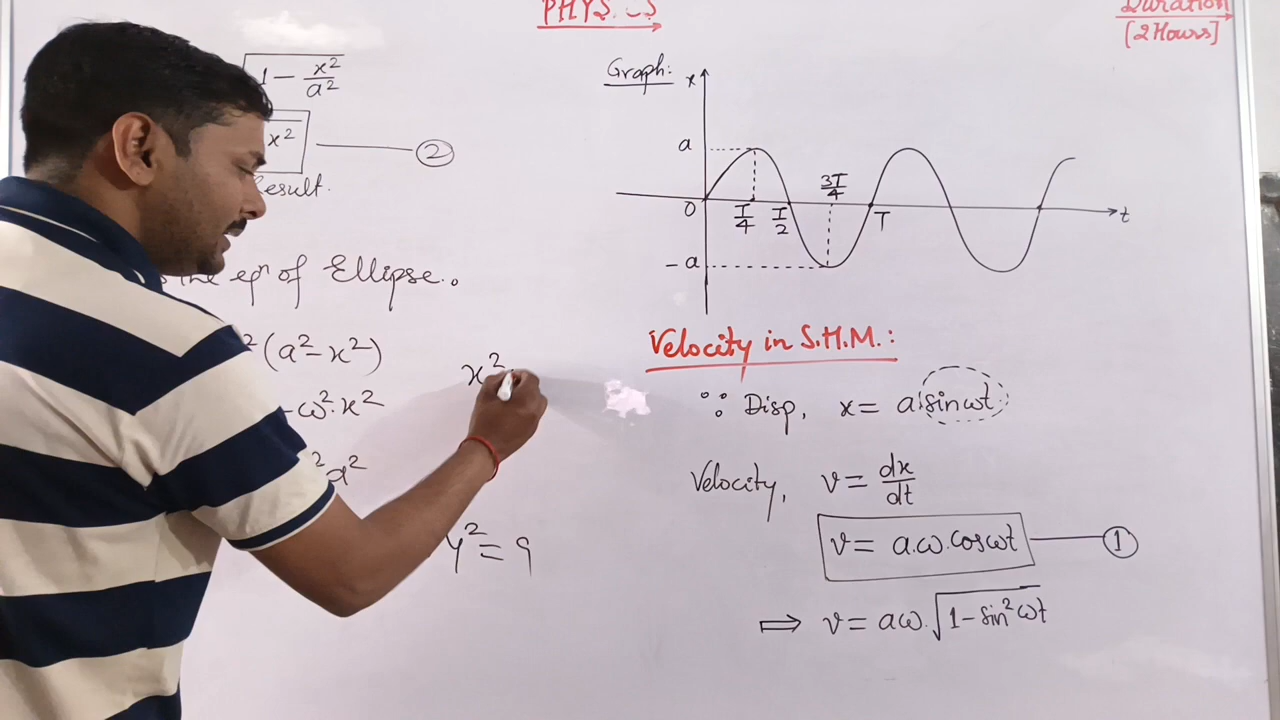 PHYSICS
Duration
[2 Hours]
√1 - x²/a²
x²
②
Result.
the eqⁿ of Ellipse..
²(a² - x²)
- ω².x²
²a²
y² = 9
x²
Graph:
x
a
0
-a
T/4
T/2
3T/4
T
t
Velocity in S.H.M.:
∵ Disp, x = a sinωt
Velocity, v = dx/dt
v = a.ω.cosωt ①
⇒ v = aω.√1 - sin²ωt